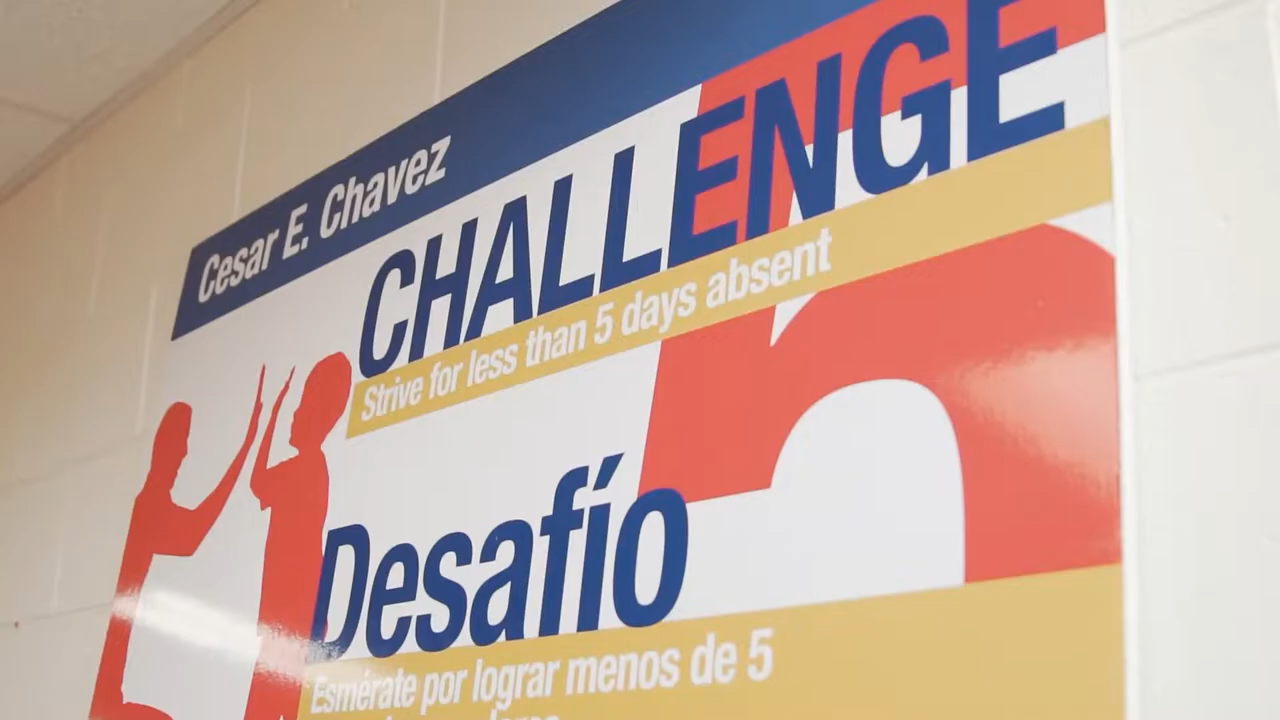 Cesar E. Chavez
CHALLENGE
Strive for less than 5 days absent
Desafío
Esmérate por lograr menos de 5